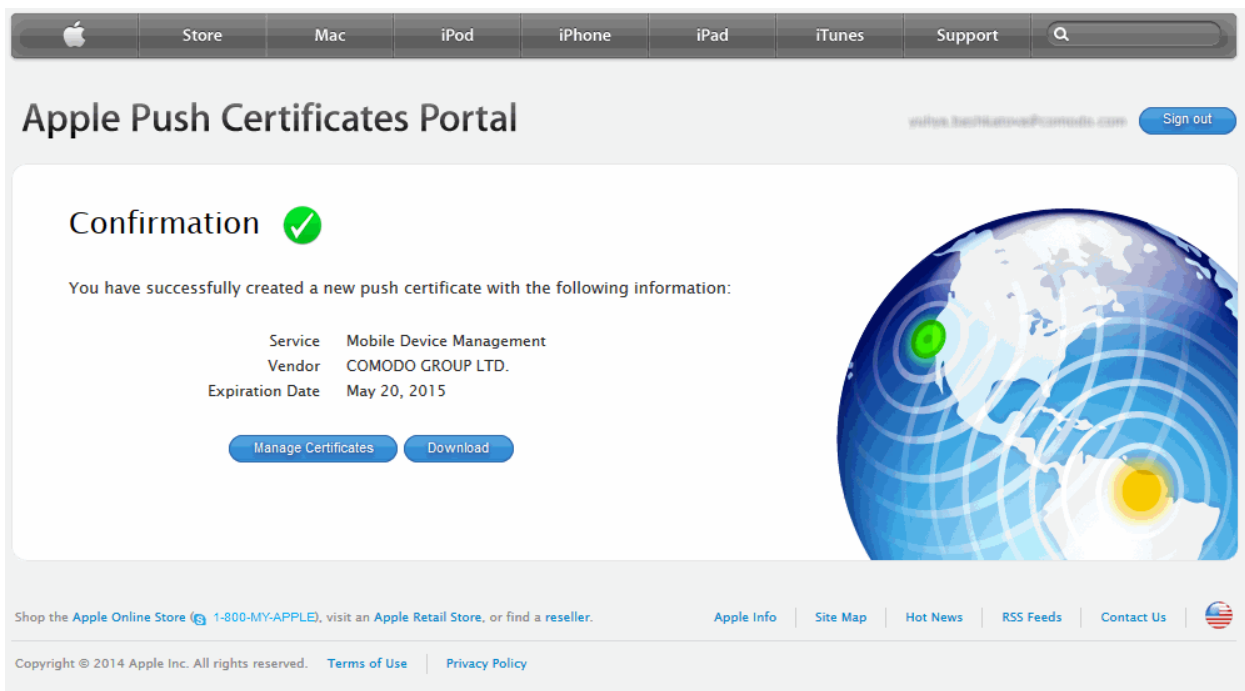 Store Mac iPod iPhone iPad iTunes Support
Apple Push Certificates Portal
Sign out
Confirmation
You have successfully created a new push certificate with the following information:
Service Mobile Device Management
Vendor COMODO GROUP LTD.
Expiration Date May 20, 2015
Manage Certificates Download
Shop the Apple Online Store (1-800-MY-APPLE), visit an Apple Retail Store, or find a reseller. Apple Info Site Map Hot News RSS Feeds Contact Us
Copyright © 2014 Apple Inc. All rights reserved. Terms of Use Privacy Policy